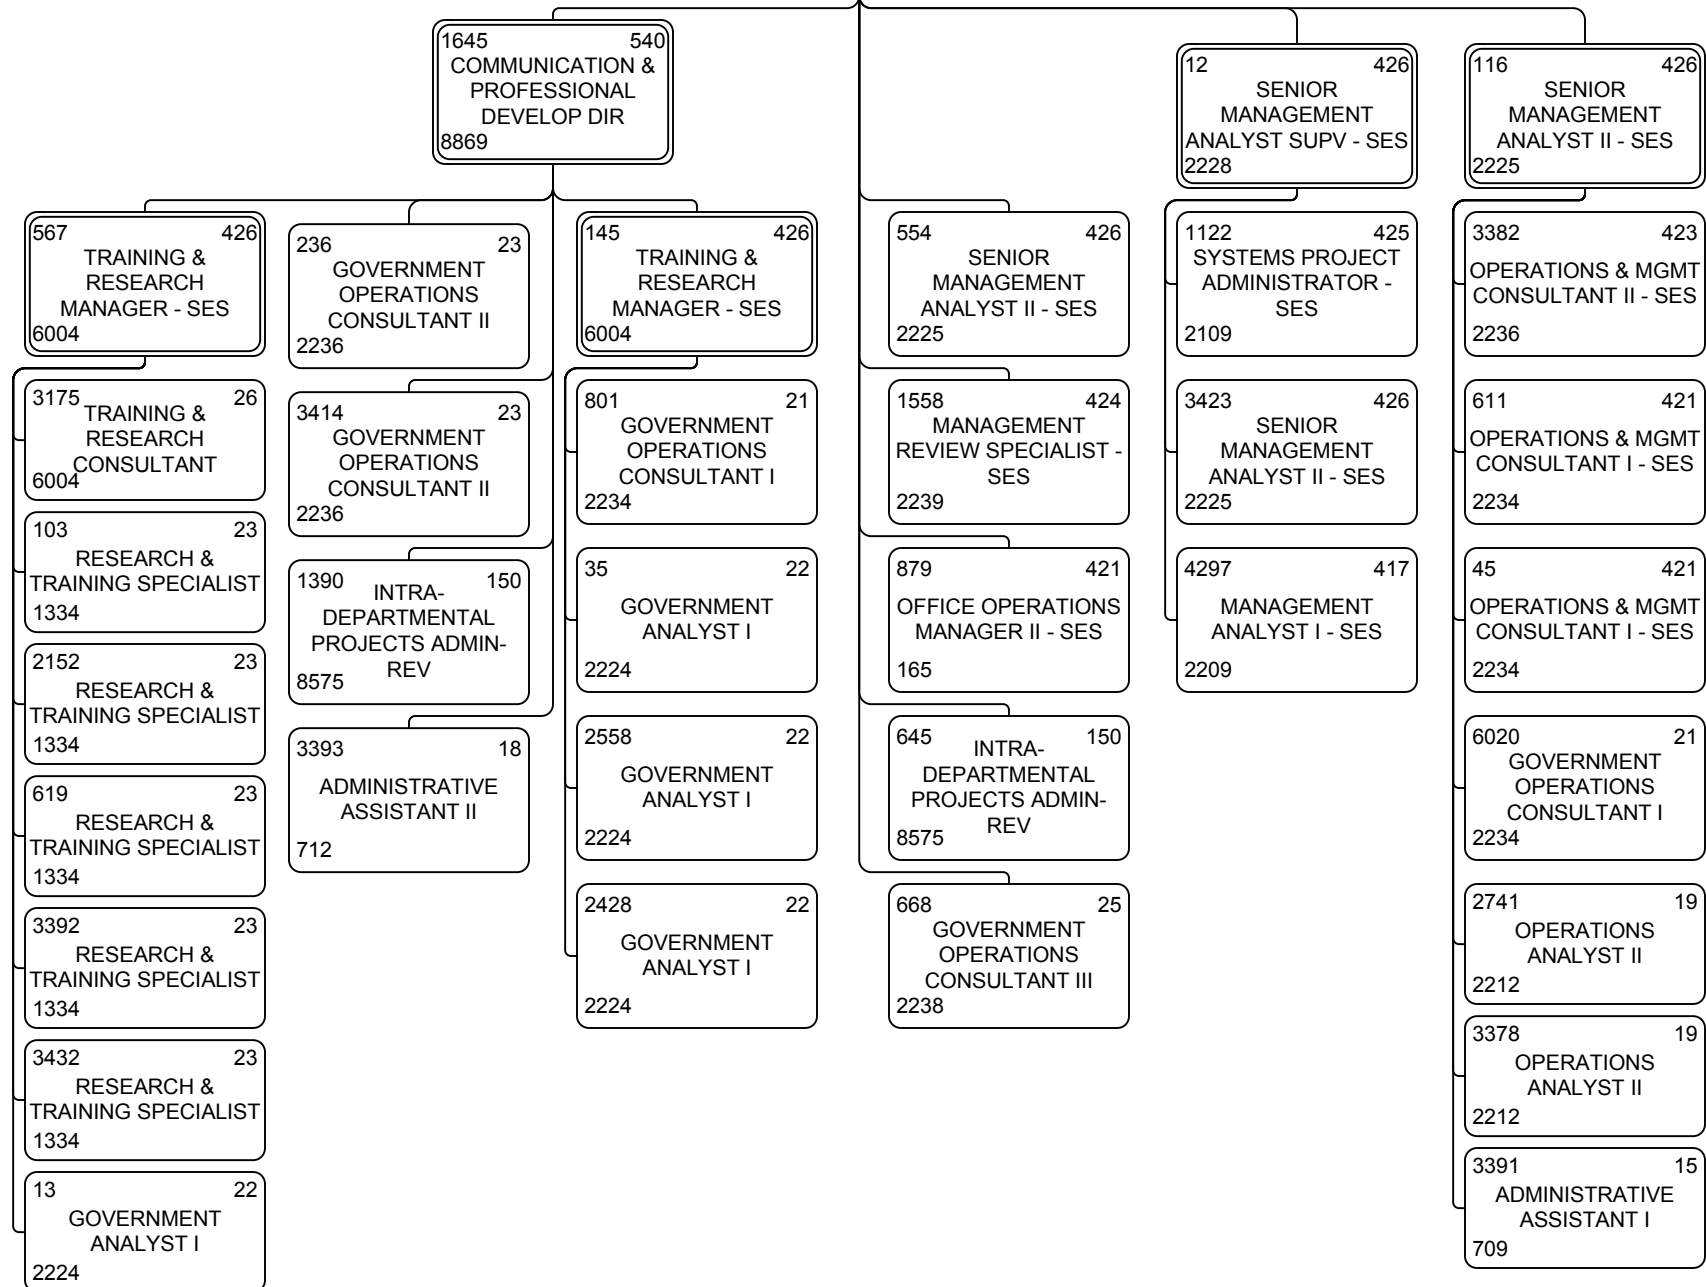 1645 540
COMMUNICATION &
PROFESSIONAL
DEVELOP DIR
8869
567 426
TRAINING &
RESEARCH
MANAGER - SES
6004
3175 26
TRAINING &
RESEARCH
CONSULTANT
6004
103 23
RESEARCH &
TRAINING SPECIALIST
1334
2152 23
RESEARCH &
TRAINING SPECIALIST
1334
619 23
RESEARCH &
TRAINING SPECIALIST
1334
3392 23
RESEARCH &
TRAINING SPECIALIST
1334
3432 23
RESEARCH &
TRAINING SPECIALIST
1334
13 22
GOVERNMENT
ANALYST I
2224
236 23
GOVERNMENT
OPERATIONS
CONSULTANT II
2236
3414 23
GOVERNMENT
OPERATIONS
CONSULTANT II
2236
1390 150
INTRA-
DEPARTMENTAL
PROJECTS ADMIN-
REV
8575
3393 18
ADMINISTRATIVE
ASSISTANT II
712
145 426
TRAINING &
RESEARCH
MANAGER - SES
6004
801 21
GOVERNMENT
OPERATIONS
CONSULTANT I
2234
35 22
GOVERNMENT
ANALYST I
2224
2558 22
GOVERNMENT
ANALYST I
2224
2428 22
GOVERNMENT
ANALYST I
2224
554 426
SENIOR
MANAGEMENT
ANALYST II - SES
2225
1558 424
MANAGEMENT
REVIEW SPECIALIST -
SES
2239
879 421
OFFICE OPERATIONS
MANAGER II - SES
165
645 150
INTRA-
DEPARTMENTAL
PROJECTS ADMIN-
REV
8575
668 25
GOVERNMENT
OPERATIONS
CONSULTANT III
2238
12 426
SENIOR
MANAGEMENT
ANALYST SUPV - SES
2228
1122 425
SYSTEMS PROJECT
ADMINISTRATOR -
SES
2109
3423 426
SENIOR
MANAGEMENT
ANALYST II - SES
2225
4297 417
MANAGEMENT
ANALYST I - SES
2209
116 426
SENIOR
MANAGEMENT
ANALYST II - SES
2225
3382 423
OPERATIONS & MGMT
CONSULTANT II - SES
2236
611 421
OPERATIONS & MGMT
CONSULTANT I - SES
2234
45 421
OPERATIONS & MGMT
CONSULTANT I - SES
2234
6020 21
GOVERNMENT
OPERATIONS
CONSULTANT I
2234
2741 19
OPERATIONS
ANALYST II
2212
3378 19
OPERATIONS
ANALYST II
2212
3391 15
ADMINISTRATIVE
ASSISTANT I
709